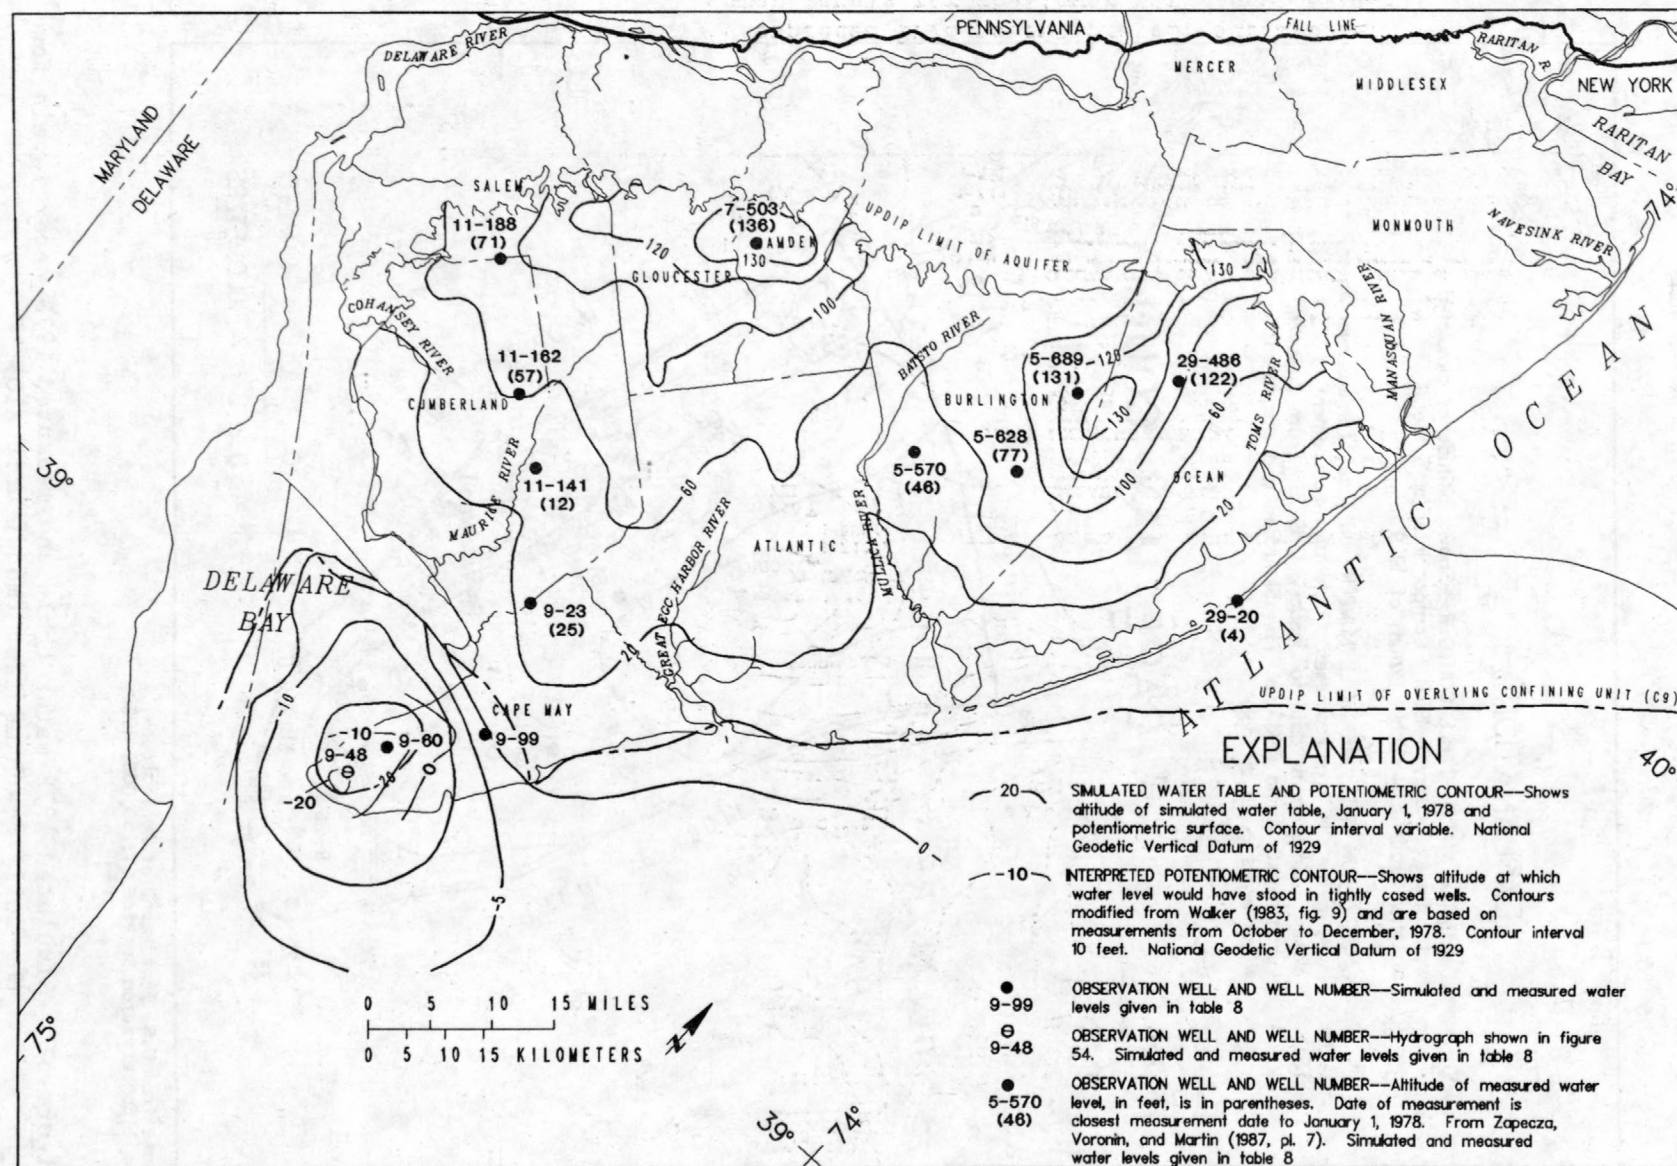 PENNSYLVANIA
FALL LINE
DELAWARE RIVER
RARITAN R
MERCER
MIDDLESEX
NEW YORK
MARYLAND
DELAWARE
RARITAN
BAY
74°
SALEM
7-503
(136)
11-188
(71)
UPDIP LIMIT OF AQUIFER
MONMOUTH
NAVESINK RIVER
120
AMDEN
130
130
GLOUCESTER
COHANSEY
RIVER
100
MANASQUAN RIVER
BATSTO RIVER
11-162
(57)
5-689
(131)
120
29-486
(122)
CUMBERLAND
BURLINGTON
130
60
TOMS RIVER
5-628
(77)
39°
5-570
(46)
11-141
(12)
60
100
OCEAN
20
MAURICE RIVER
GREAT EGG HARBOR RIVER
MULLICA RIVER
ATLANTIC
ATLANTIC OCEAN
DELAWARE
BAY
9-23
(25)
29-20
(4)
20
UPDIP LIMIT OF OVERLYING CONFINING UNIT (C9)
-10
CAPE MAY
-10
9-60
9-99
9-48
-20
0
-20
0
-5
40°
EXPLANATION
20 SIMULATED WATER TABLE AND POTENTIOMETRIC CONTOUR--Shows
altitude of simulated water table, January 1, 1978 and
potentiometric surface. Contour interval variable. National
Geodetic Vertical Datum of 1929
-10 INTERPRETED POTENTIOMETRIC CONTOUR--Shows altitude at which
water level would have stood in tightly cased wells. Contours
modified from Walker (1983, fig. 9) and are based on
measurements from October to December, 1978. Contour interval
10 feet. National Geodetic Vertical Datum of 1929
9-99 OBSERVATION WELL AND WELL NUMBER--Simulated and measured water
levels given in table 8
9-48 OBSERVATION WELL AND WELL NUMBER--Hydrograph shown in figure
54. Simulated and measured water levels given in table 8
5-570
(46)
OBSERVATION WELL AND WELL NUMBER--Altitude of measured water
level, in feet, is in parentheses. Date of measurement is
closest measurement date to January 1, 1978. From Zapecza,
Voronin, and Martin (1987, pl. 7). Simulated and measured
water levels given in table 8
0 5 10 15 MILES
0 5 10 15 KILOMETERS
N
75°
39°
74°